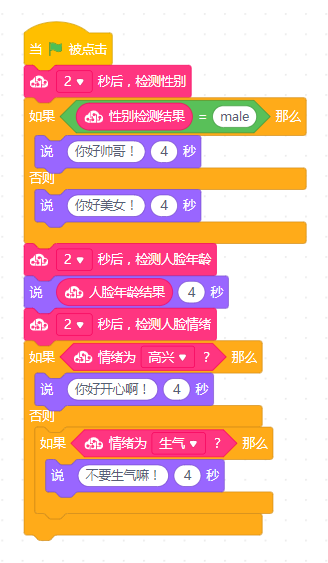 当 被点击
2 秒后，检测性别
如果 性别检测结果 = male 那么
说 你好帅哥！ 4 秒
否则
说 你好美女！ 4 秒
2 秒后，检测人脸年龄
说 人脸年龄结果 4 秒
2 秒后，检测人脸情绪
如果 情绪为 高兴 ？ 那么
说 你好开心啊！ 4 秒
否则
如果 情绪为 生气 ？ 那么
说 不要生气嘛！ 4 秒